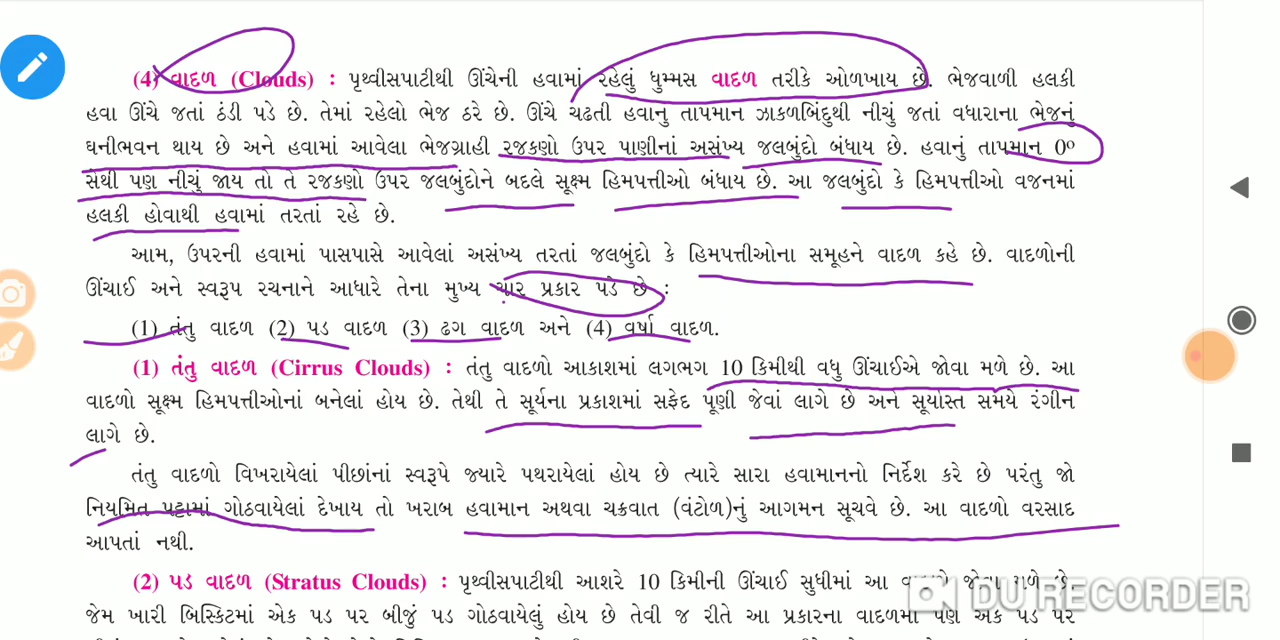 (4) વાદળ (Clouds) : પૃથ્વીસપાટીથી ઊંચેની હવામાં રહેલું ધુમ્મસ વાદળ તરીકે ઓળખાય છે. ભેજવાળી હલકી
હવા ઊંચે જતાં ઠંડી પડે છે. તેમાં રહેલો ભેજ ઠરે છે. ઊંચે ચઢતી હવાનુ તાપમાન ઝાકળબિંદુથી નીચું જતાં વધારાના ભેજનું
ઘનીભવન થાય છે અને હવામાં આવેલા ભેજગ્રાહી રજકણો ઉપર પાણીનાં અસંખ્ય જલબુંદો બંધાય છે. હવાનું તાપમાન 0°
સેથી પણ નીચું જાય તો તે રજકણો ઉપર જલબુંદોને બદલે સૂક્ષ્મ હિમપત્તીઓ બંધાય છે. આ જલબુંદો કે હિમપત્તીઓ વજનમાં
હલકી હોવાથી હવામાં તરતાં રહે છે.
આમ, ઉપરની હવામાં પાસપાસે આવેલાં અસંખ્ય તરતાં જલબુંદો કે હિમપત્તીઓના સમૂહને વાદળ કહે છે. વાદળોની
ઊંચાઈ અને સ્વરૂપ રચનાને આધારે તેના મુખ્ય ચાર પ્રકાર પડે છે :
(1) તંતુ વાદળ (2) પડ વાદળ (3) ઢગ વાદળ અને (4) વર્ષા વાદળ.
(1) તંતુ વાદળ (Cirrus Clouds) : તંતુ વાદળો આકાશમાં લગભગ 10 કિમીથી વધુ ઊંચાઈએ જોવા મળે છે. આ
વાદળો સૂક્ષ્મ હિમપત્તીઓનાં બનેલાં હોય છે. તેથી તે સૂર્યના પ્રકાશમાં સફેદ પૂણી જેવાં લાગે છે અને સૂર્યાસ્ત સમયે રંગીન
લાગે છે.
તંતુ વાદળો વિખરાયેલાં પીછાંનાં સ્વરૂપે જ્યારે પથરાયેલાં હોય છે ત્યારે સારા હવામાનનો નિર્દેશ કરે છે પરંતુ જો
નિયમિત પટ્ટામાં ગોઠવાયેલાં દેખાય તો ખરાબ હવામાન અથવા ચક્રવાત (વંટોળ)નું આગમન સૂચવે છે. આ વાદળો વરસાદ
આપતાં નથી.
(2) પડ વાદળ (Stratus Clouds) : પૃથ્વીસપાટીથી આશરે 10 કિમીની ઊંચાઈ સુધીમાં આ જોવા મળે છે.
જેમ ખારી બિસ્કિટમાં એક પડ પર બીજું પડ ગોઠવાયેલું હોય છે તેવી જ રીતે આ પ્રકારના વાદળમાં પણ એક પડ પર
DU RECORDER